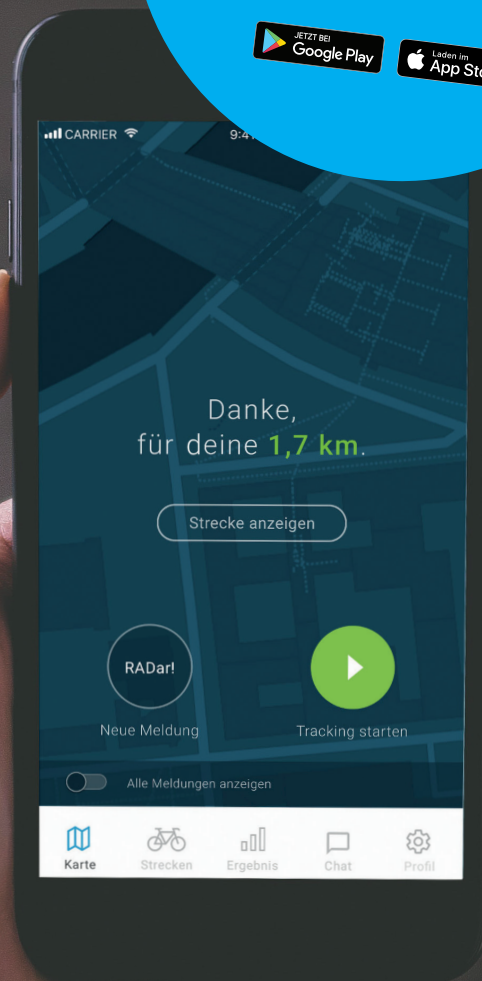 JETZT BEI
Google Play
Laden im
App Sto
CARRIER
9:4
Danke,
für deine 1,7 km.
Strecke anzeigen
RADar!
Neue Meldung
Tracking starten
Alle Meldungen anzeigen
Karte
Strecken
Ergebnis
Chat
Profil